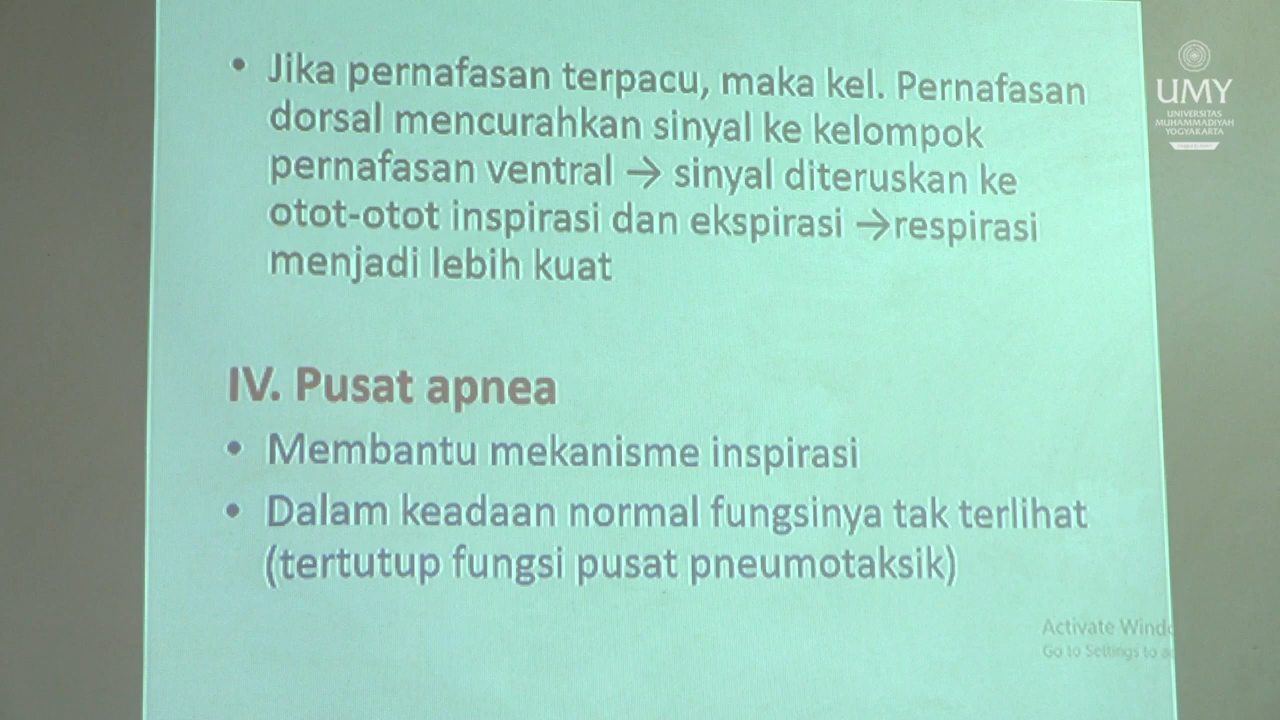 • Jika pernafasan terpacu, maka kel. Pernafasan
dorsal mencurahkan sinyal ke kelompok
pernafasan ventral → sinyal diteruskan ke
otot-otot inspirasi dan ekspirasi →respirasi
menjadi lebih kuat
IV. Pusat apnea
• Membantu mekanisme inspirasi
• Dalam keadaan normal fungsinya tak terlihat
(tertutup fungsi pusat pneumotaksik)
UMY
UNIVERSITAS
MUHAMMADIYAH
YOGYAKARTA
Activate Windo
Go to Settings to a